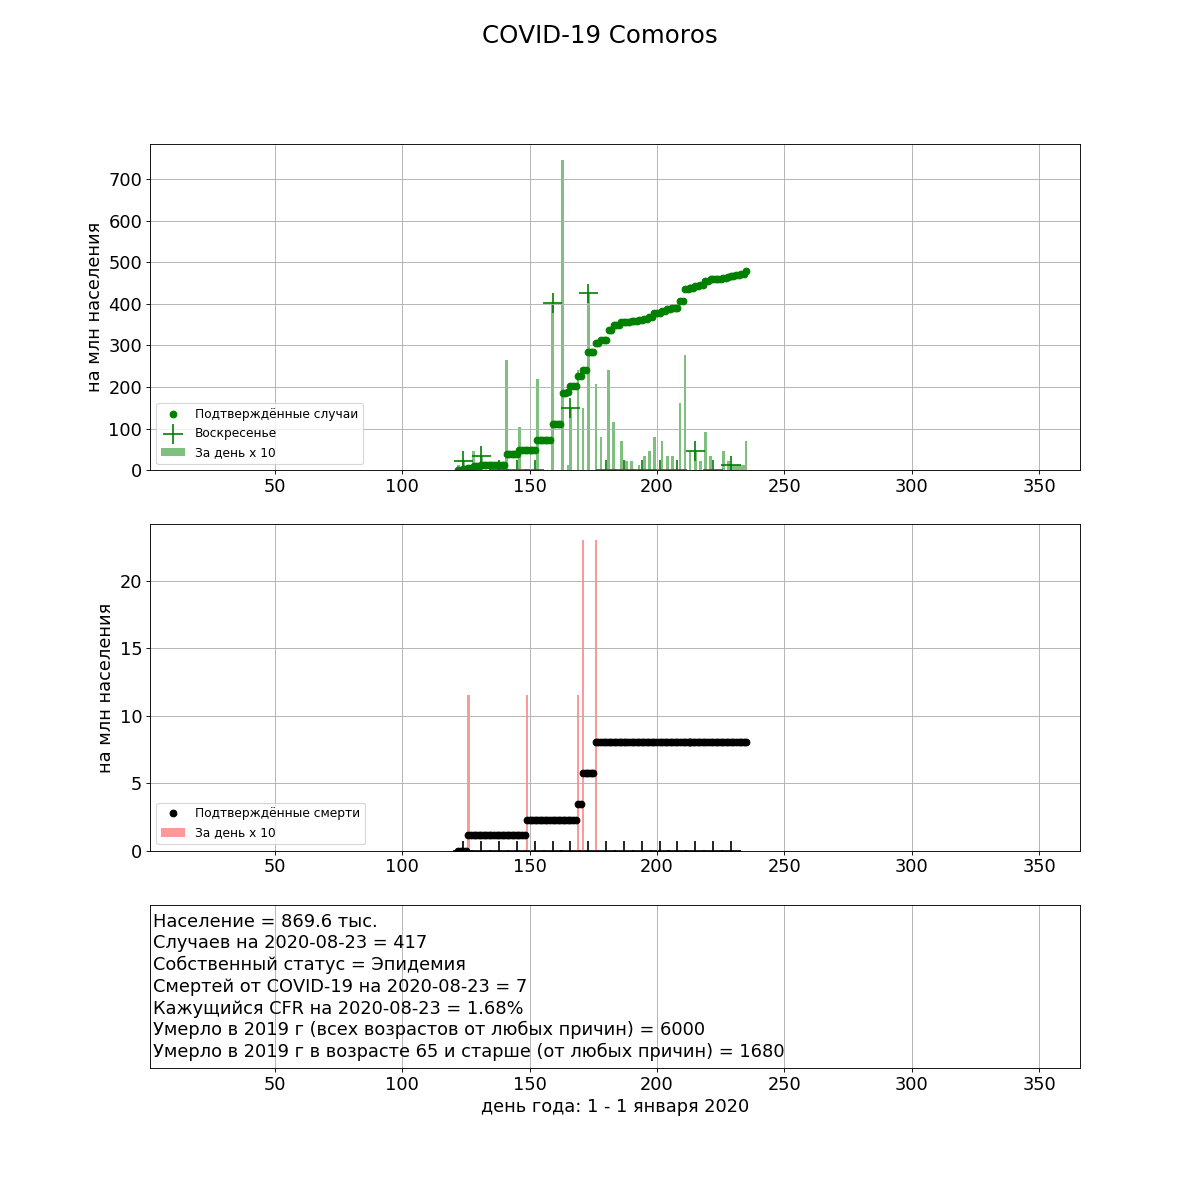 COVID-19 Comoros
на млн населения
700
600
500
400
300
200
100
0
Подтверждённые случаи
Воскресенье
За день x 10
50 100 150 200 250 300 350
на млн населения
20
15
10
5
0
Подтверждённые смерти
За день x 10
50 100 150 200 250 300 350
Население = 869.6 тыс.
Случаев на 2020-08-23 = 417
Собственный статус = Эпидемия
Смертей от COVID-19 на 2020-08-23 = 7
Кажущийся CFR на 2020-08-23 = 1.68%
Умерло в 2019 г (всех возрастов от любых причин) = 6000
Умерло в 2019 г в возрасте 65 и старше (от любых причин) = 1680
50 100 150 200 250 300 350
день года: 1 - 1 января 2020